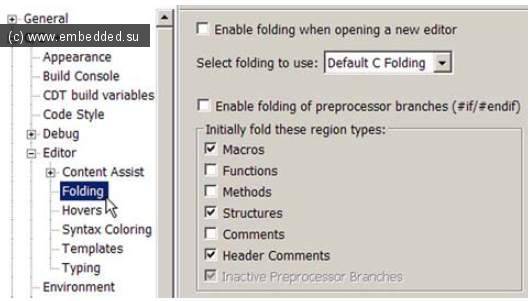 General
(c) www.embedded.su
Appearance
Build Console
CDT build variables
Code Style
Debug
Editor
Content Assist
Folding
Hovers
Syntax Coloring
Templates
Typing
Environment
Enable folding when opening a new editor
Select folding to use: Default C Folding
Enable folding of preprocessor branches (#if/#endif)
Initially fold these region types:
Macros
Functions
Methods
Structures
Comments
Header Comments
Inactive Preprocessor Branches